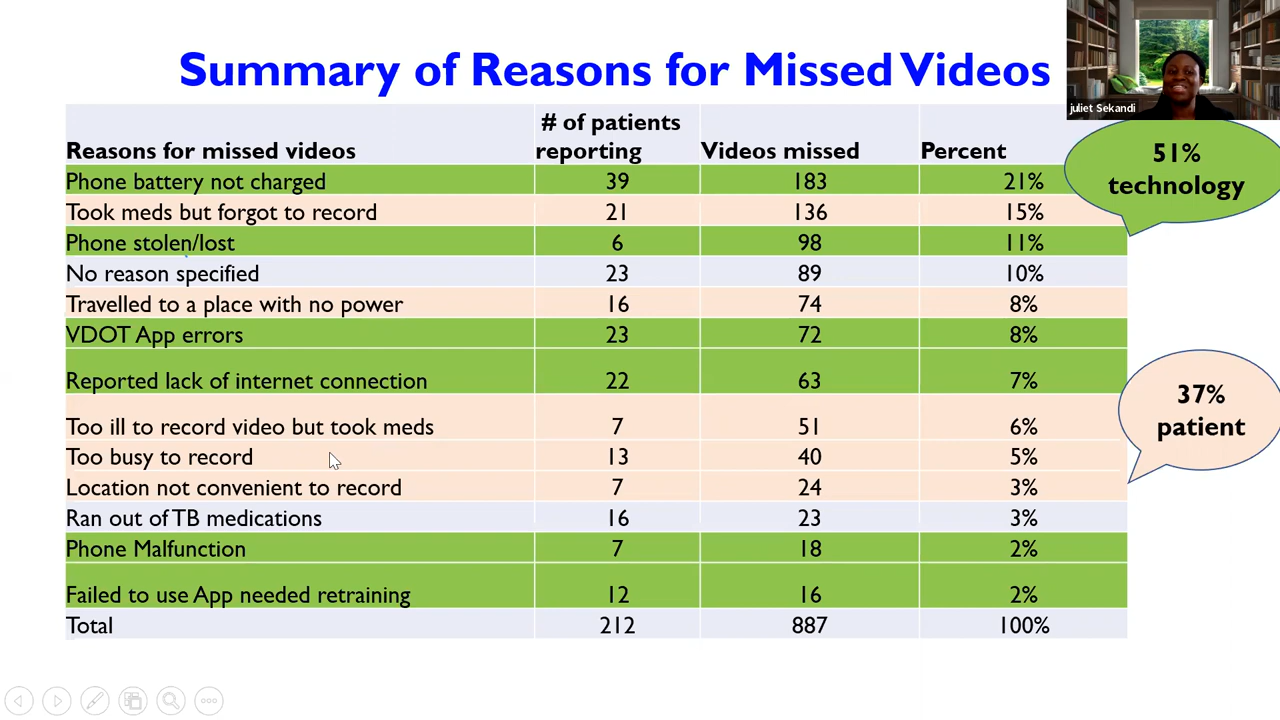 Summary of Reasons for Missed Videos
juliet Sekandi
Reasons for missed videos # of patients reporting Videos missed Percent
Phone battery not charged 39 183 21%
Took meds but forgot to record 21 136 15%
Phone stolen/lost 6 98 11%
No reason specified 23 89 10%
Travelled to a place with no power 16 74 8%
VDOT App errors 23 72 8%
Reported lack of internet connection 22 63 7%
Too ill to record video but took meds 7 51 6%
Too busy to record 13 40 5%
Location not convenient to record 7 24 3%
Ran out of TB medications 16 23 3%
Phone Malfunction 7 18 2%
Failed to use App needed retraining 12 16 2%
Total 212 887 100%
51%
technology
37%
patient